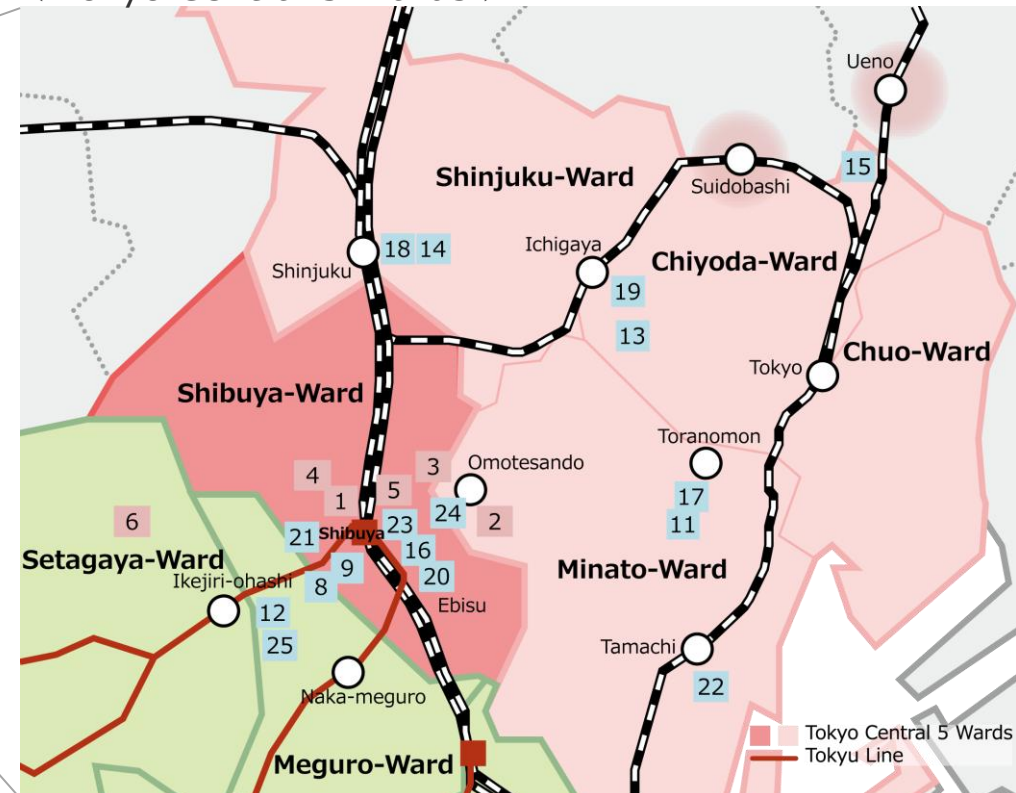 Ueno
15
Shinjuku-Ward
Suidobashi
Ichigaya
18 14
Shinjuku
Chiyoda-Ward
19
13
Chuo-Ward
Tokyo
Shibuya-Ward
Toranomon
4
3
Omotesando
5
1
17
24
2
6
23
11
21
Shibuya
16
Setagaya-Ward
9
Minato-Ward
Ikejiri-ohashi
8
20
Ebisu
12
25
Tamachi
22
Naka-meguro
Meguro-Ward
Tokyo Central 5 Wards
Tokyu Line